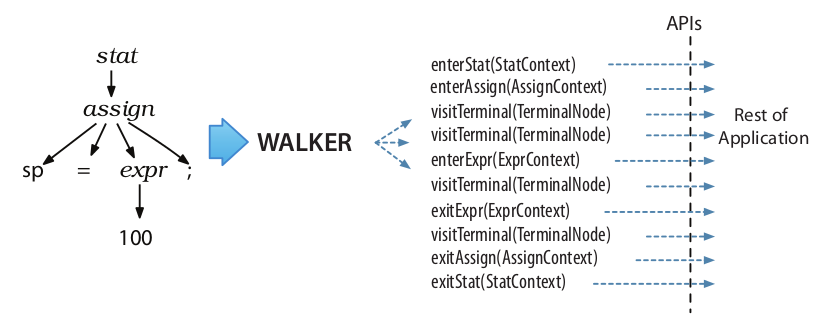 stat
assign
sp = expr ;
100
WALKER
enterStat(StatContext)
enterAssign(AssignContext)
visitTerminal(TerminalNode)
visitTerminal(TerminalNode)
enterExpr(ExprContext)
visitTerminal(TerminalNode)
exitExpr(ExprContext)
visitTerminal(TerminalNode)
exitAssign(AssignContext)
exitStat(StatContext)
APIs
Rest of
Application